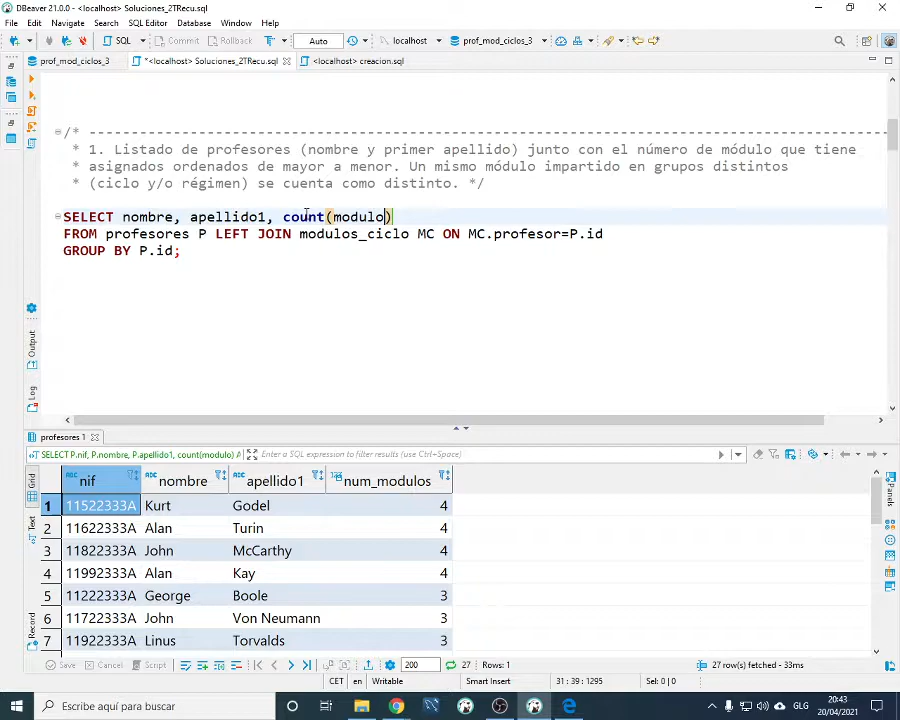 DBeaver 21.0.0 - <localhost> Soluciones_2TRecu.sql
File Edit Navigate Search SQL Editor Database Window Help
SQL Commit Rollback T Auto localhost prof_mod_ciclos_3
prof_mod_ciclos_3 *<localhost> Soluciones_2TRecu.sql <localhost> creacion.sql
/* -----------------------------------------------------------------------------------------------
* 1. Listado de profesores (nombre y primer apellido) junto con el número de módulo que tiene
* asignados ordenados de mayor a menor. Un mismo módulo impartido en grupos distintos
* (ciclo y/o régimen) se cuenta como distinto. */
SELECT nombre, apellido1, count(modulo)
FROM profesores P LEFT JOIN modulos_ciclo MC ON MC.profesor=P.id
GROUP BY P.id;
Output
Log
profesores 1
SELECT P.nif, P.nombre, P.apellido1, count(modulo) A Enter a SQL expression to filter results (use Ctrl+Space)
Grid
Text
Record
Panels
nif nombre apellido1 num_modulos
1 11522333A Kurt Godel 4
2 11622333A Alan Turin 4
3 11822333A John McCarthy 4
4 11992333A Alan Kay 4
5 11222333A George Boole 3
6 11722333A John Von Neumann 3
7 11922333A Linus Torvalds 3
Save Cancel Script 200 27 Rows: 1 27 row(s) fetched - 33ms
CET en Writable Smart Insert 31 : 39 : 1295 Sel: 0 | 0
Escribe aquí para buscar
20:43
20/04/2021